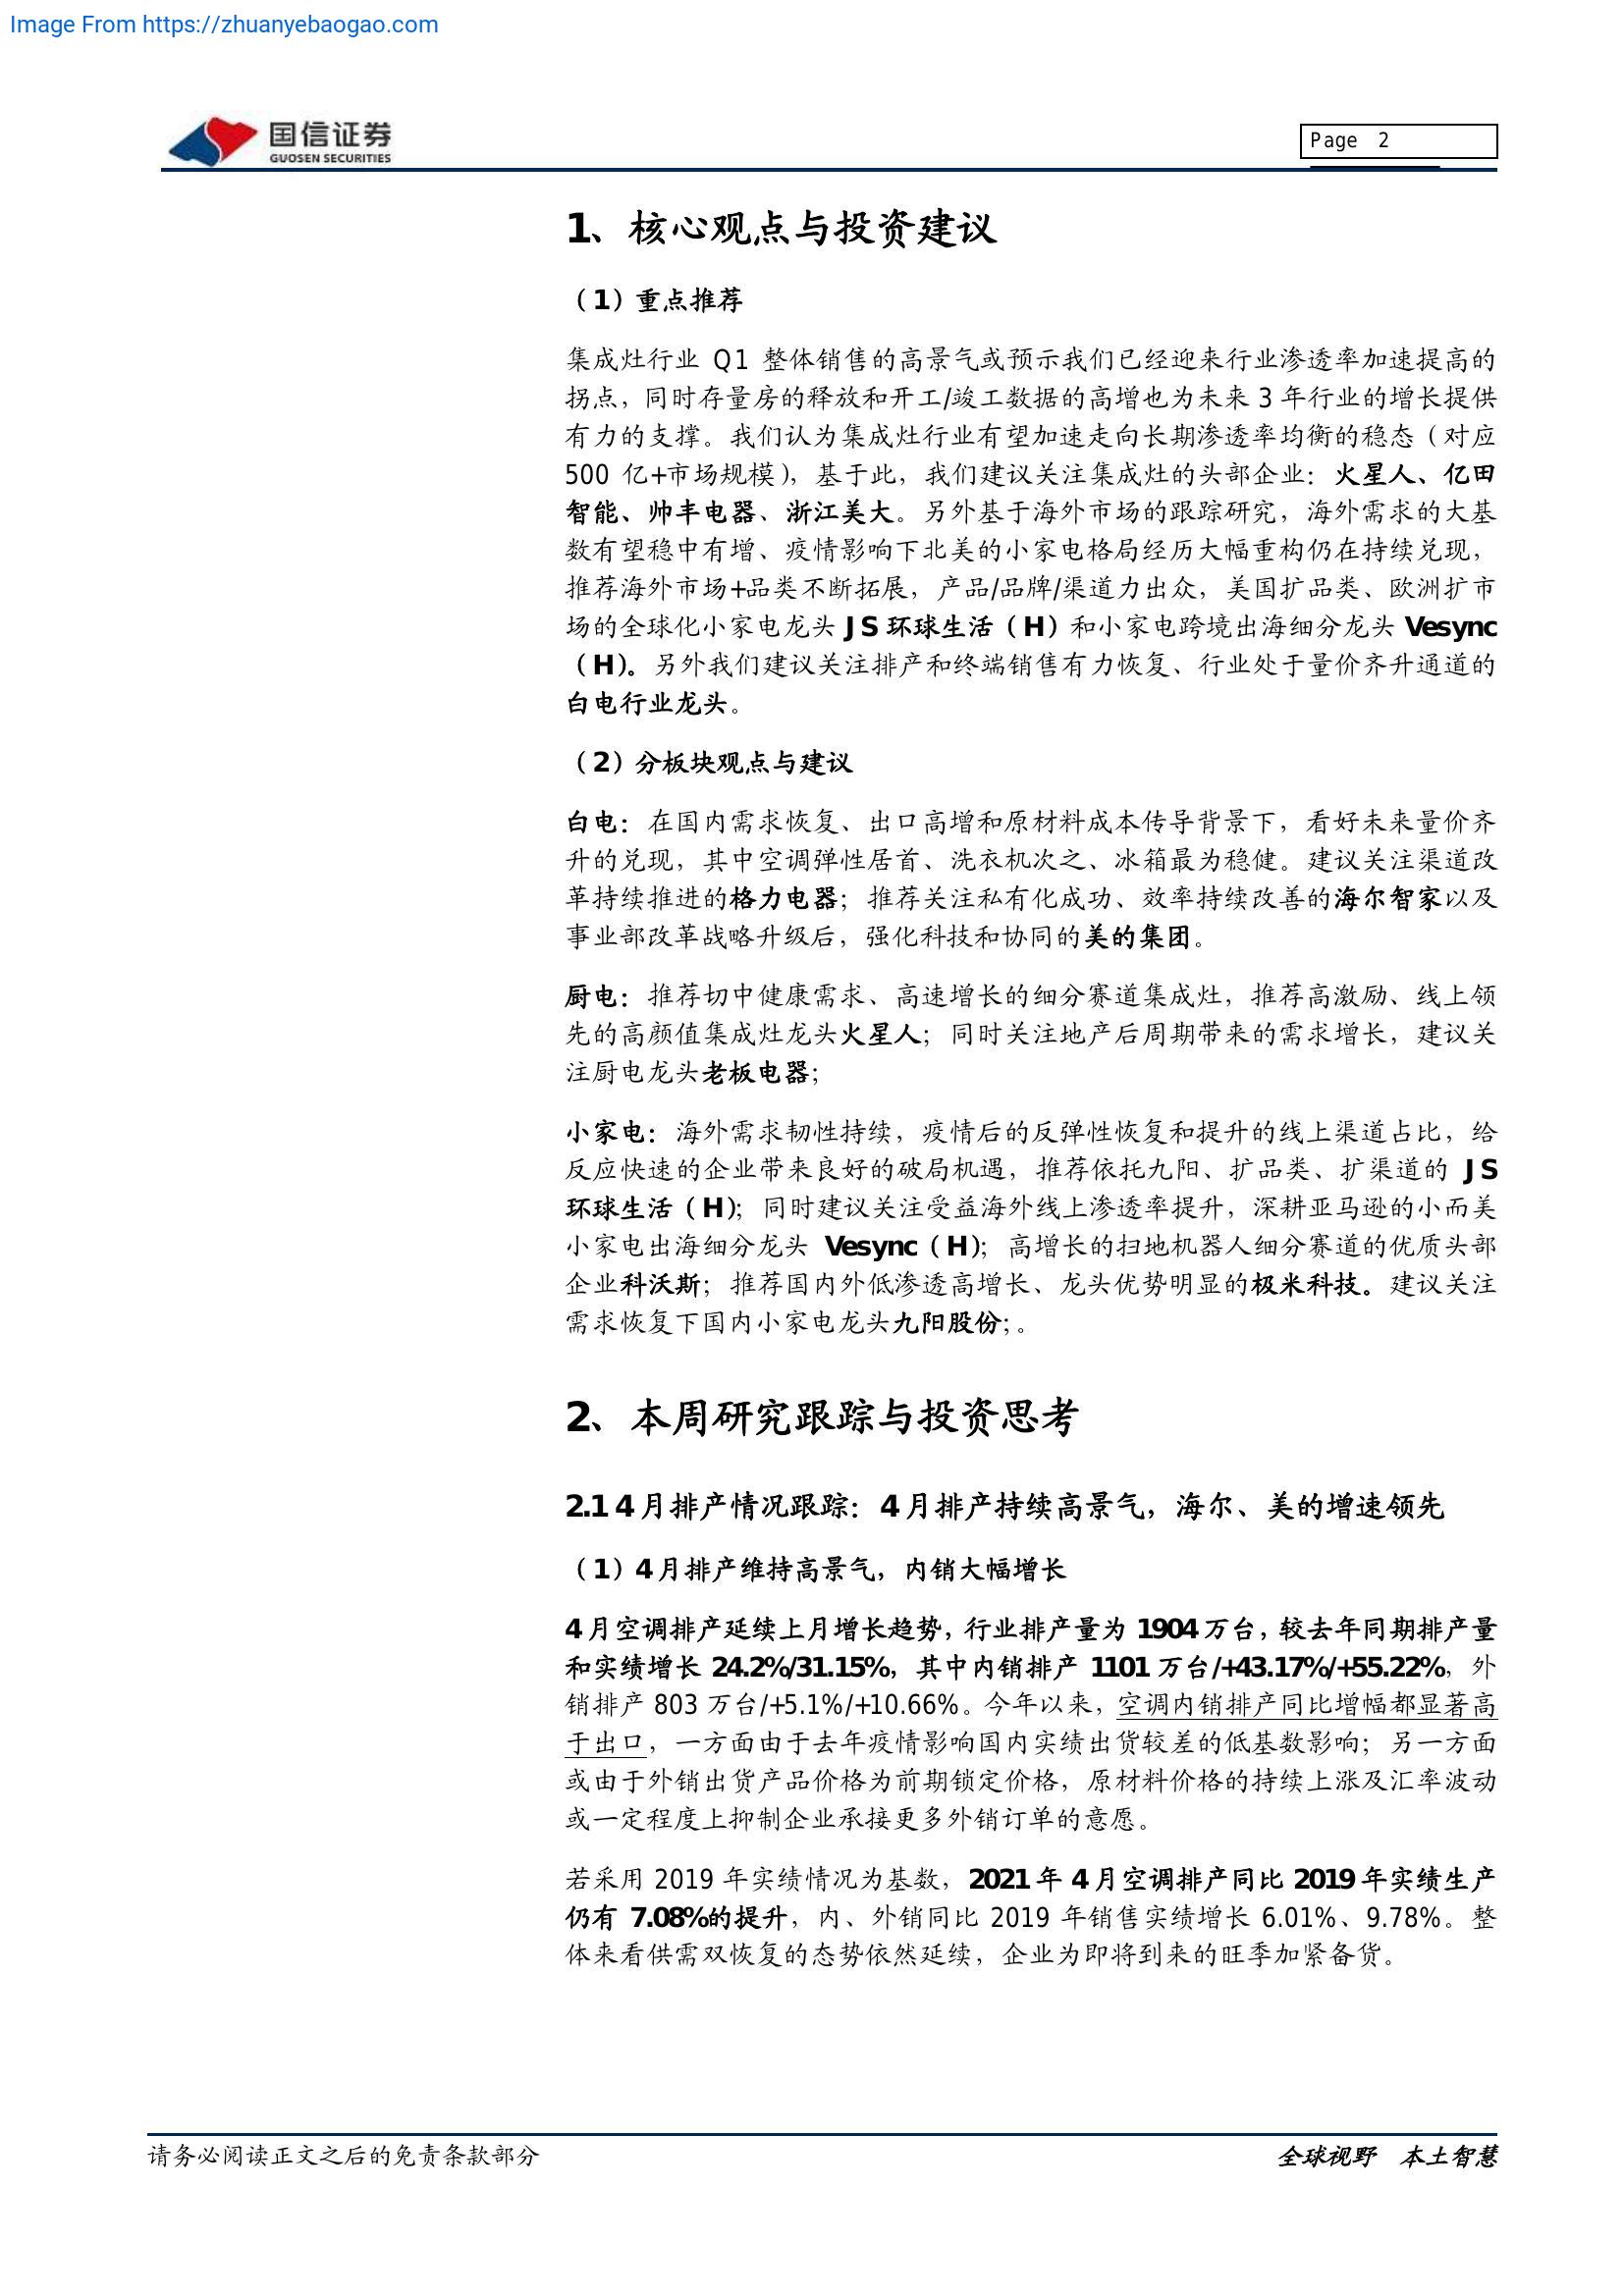 Image From https://zhuanyebaogao.com
国信证券
GUOSEN SECURITIES
Page 2
1、核心观点与投资建议
（1）重点推荐
集成灶行业 Q1 整体销售的高景气或预示我们已经迎来行业渗透率加速提高的
拐点，同时存量房的释放和开工/竣工数据的高增也为未来 3 年行业的增长提供
有力的支撑。我们认为集成灶行业有望加速走向长期渗透率均衡的稳态（对应
500 亿+市场规模），基于此，我们建议关注集成灶的头部企业：火星人、亿田
智能、帅丰电器、浙江美大。另外基于海外市场的跟踪研究，海外需求的大基
数有望稳中有增、疫情影响下北美的小家电格局经历大幅重构仍在持续兑现，
推荐海外市场+品类不断拓展，产品/品牌/渠道力出众，美国扩品类、欧洲扩市
场的全球化小家电龙头 JS 环球生活（H）和小家电跨境出海细分龙头 Vesync
（H）。另外我们建议关注排产和终端销售有力恢复、行业处于量价齐升通道的
白电行业龙头。
（2）分板块观点与建议
白电：在国内需求恢复、出口高增和原材料成本传导背景下，看好未来量价齐
升的兑现，其中空调弹性居首、洗衣机次之、冰箱最为稳健。建议关注渠道改
革持续推进的格力电器；推荐关注私有化成功、效率持续改善的海尔智家以及
事业部改革战略升级后，强化科技和协同的美的集团。
厨电：推荐切中健康需求、高速增长的细分赛道集成灶，推荐高激励、线上领
先的高颜值集成灶龙头火星人；同时关注地产后周期带来的需求增长，建议关
注厨电龙头老板电器；
小家电：海外需求韧性持续，疫情后的反弹性恢复和提升的线上渠道占比，给
反应快速的企业带来良好的破局机遇，推荐依托九阳、扩品类、扩渠道的 JS
环球生活（H）；同时建议关注受益海外线上渗透率提升，深耕亚马逊的小而美
小家电出海细分龙头 Vesync（H）；高增长的扫地机器人细分赛道的优质头部
企业科沃斯；推荐国内外低渗透高增长、龙头优势明显的极米科技。建议关注
需求恢复下国内小家电龙头九阳股份；。
2、本周研究跟踪与投资思考
2.1 4 月排产情况跟踪：4 月排产持续高景气，海尔、美的增速领先
（1）4 月排产维持高景气，内销大幅增长
4 月空调排产延续上月增长趋势，行业排产量为 1904 万台，较去年同期排产量
和实绩增长 24.2%/31.15%，其中内销排产 1101 万台/+43.17%/+55.22%，外
销排产 803 万台/+5.1%/+10.66%。今年以来，空调内销排产同比增幅都显著高
于出口，一方面由于去年疫情影响国内实绩出货较差的低基数影响；另一方面
或由于外销出货产品价格为前期锁定价格，原材料价格的持续上涨及汇率波动
或一定程度上抑制企业承接更多外销订单的意愿。
若采用 2019 年实绩情况为基数，2021 年 4 月空调排产同比 2019 年实绩生产
仍有 7.08%的提升，内、外销同比 2019 年销售实绩增长 6.01%、9.78%。整
体来看供需双恢复的态势依然延续，企业为即将到来的旺季加紧备货。
请务必阅读正文之后的免责条款部分
全球视野 本土智慧